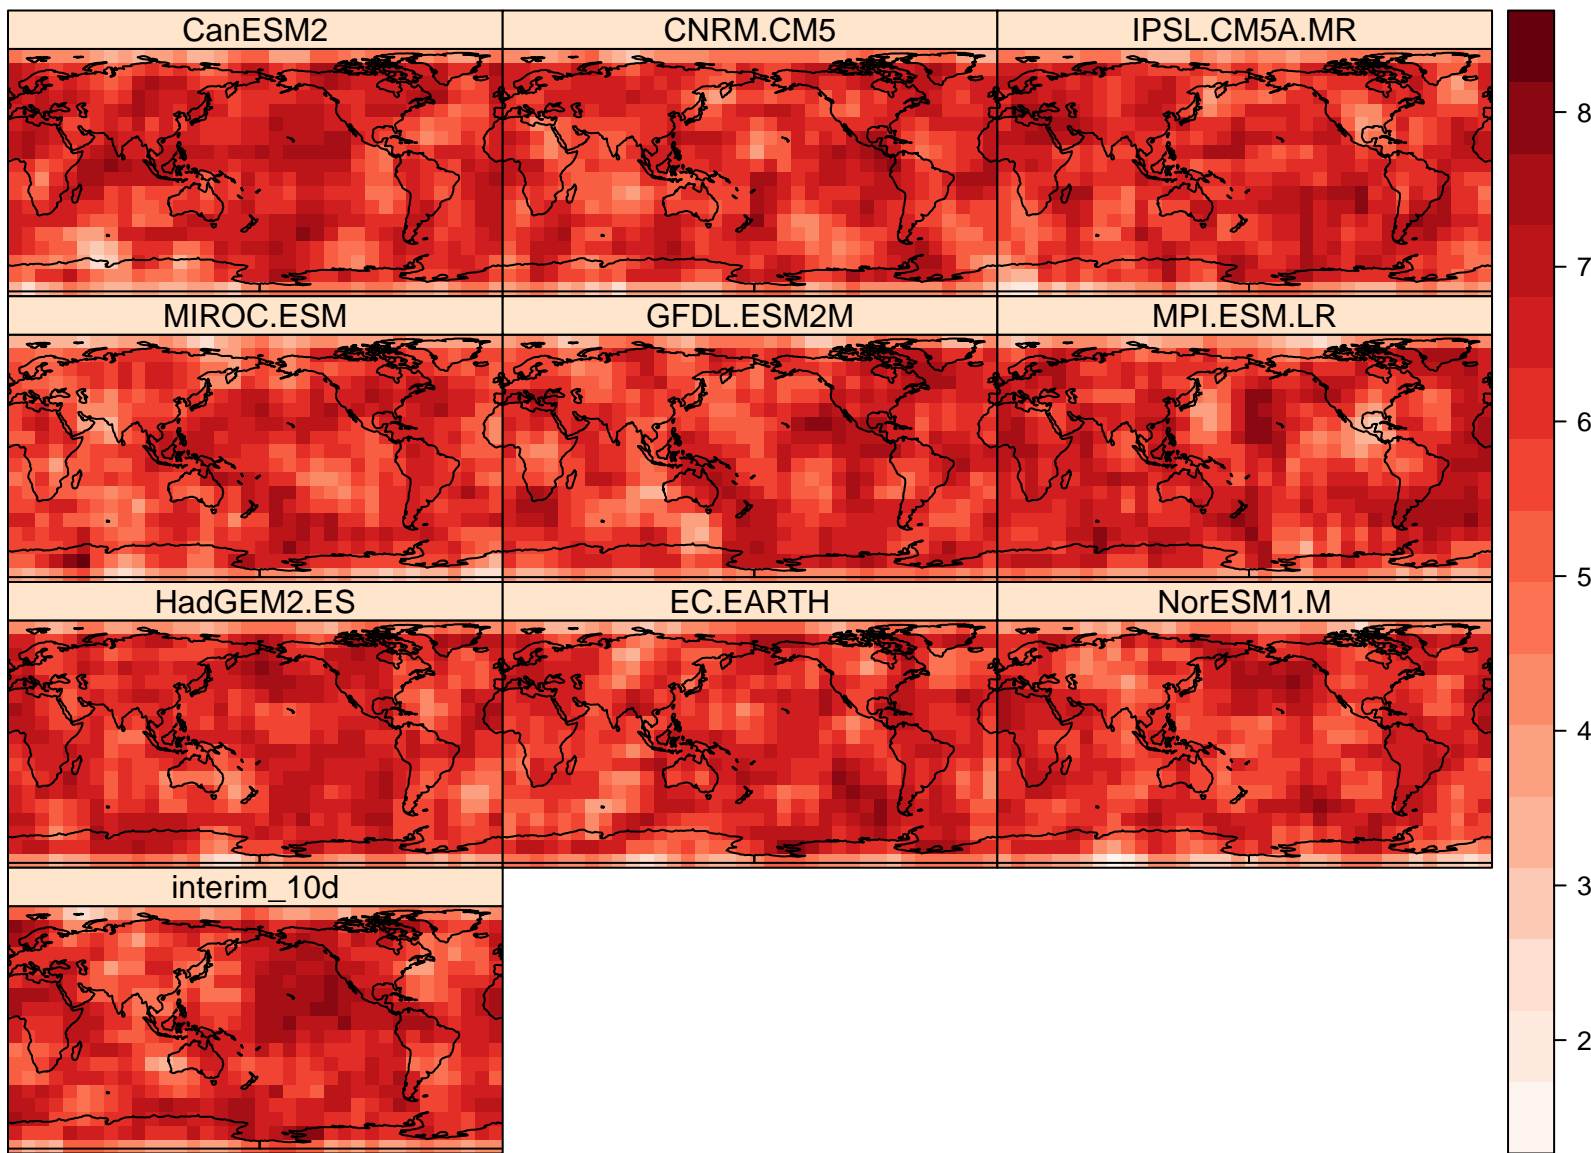 CanESM2
CNRM.CM5
IPSL.CM5A.MR
MIROC.ESM
GFDL.ESM2M
MPI.ESM.LR
HadGEM2.ES
EC.EARTH
NorESM1.M
interim_10d
8
7
6
5
4
3
2